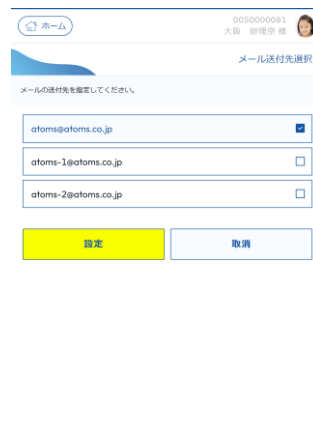 ホーム
0050000081
大阪 紗理奈 様
メール送付先選択
メールの送付先を指定してください。
atoms@atoms.co.jp
atoms-1@atoms.co.jp
atoms-2@atoms.co.jp
設定
取消